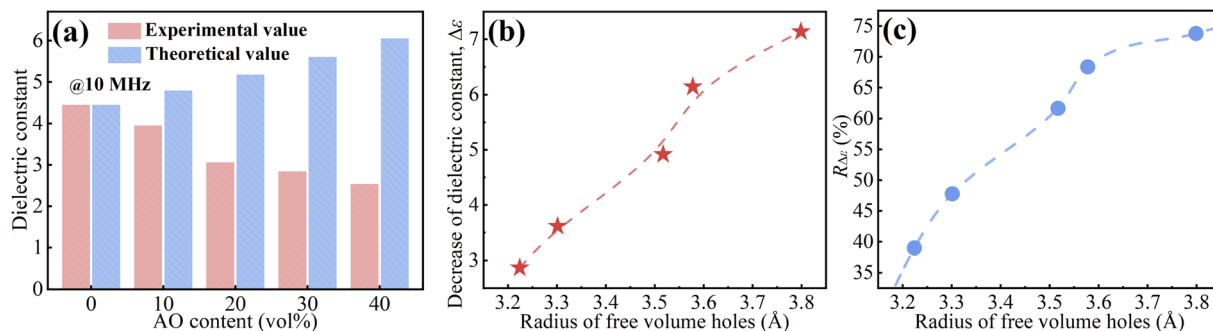 (a)
Experimental value
Theoretical value
@10 MHz
Dielectric constant
6
5
4
3
2
1
0
0 10 20 30 40
AO content (vol%)
(b)
Decrease of dielectric constant, Δε
7
6
5
4
3
3.2 3.3 3.4 3.5 3.6 3.7 3.8
Radius of free volume holes (Å)
(c)
RΔε (%)
75
70
65
60
55
50
45
40
35
3.2 3.3 3.4 3.5 3.6 3.7 3.8
Radius of free volume holes (Å)